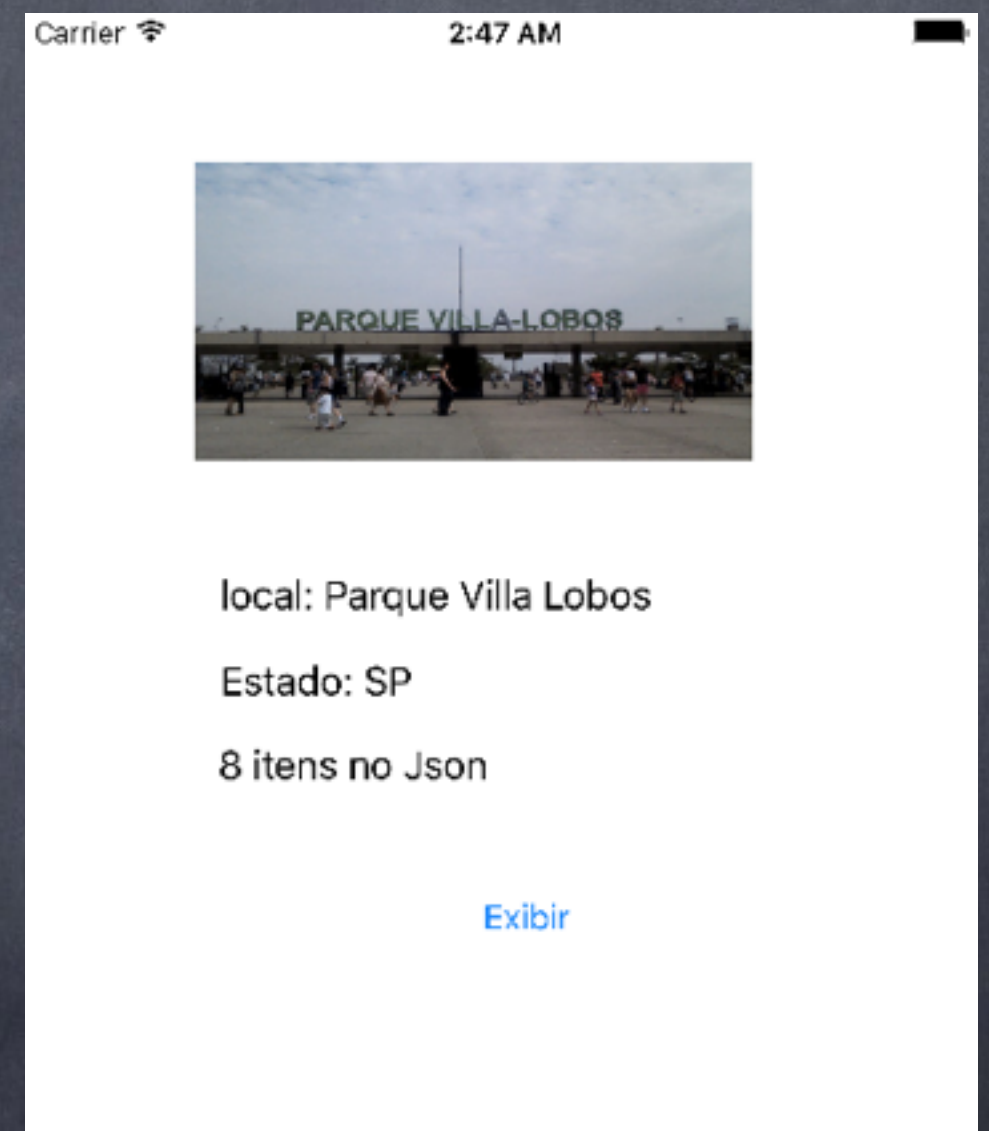 Carrier 2:47 AM
PARQUE VILLA-LOBOS
local: Parque Villa Lobos
Estado: SP
8 itens no Json
Exibir